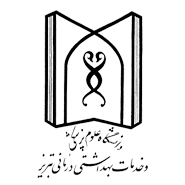 دانشگاه علوم پزشکی
و خدمات بهداشتی درمانی تبریز